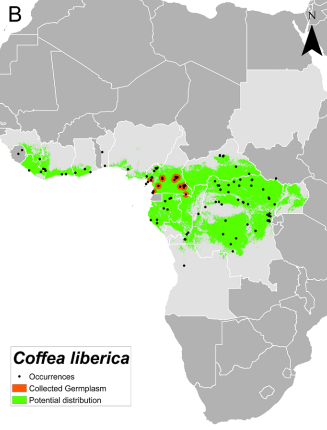 B
N
Coffea liberica
Occurrences
Collected Germplasm
Potential distribution